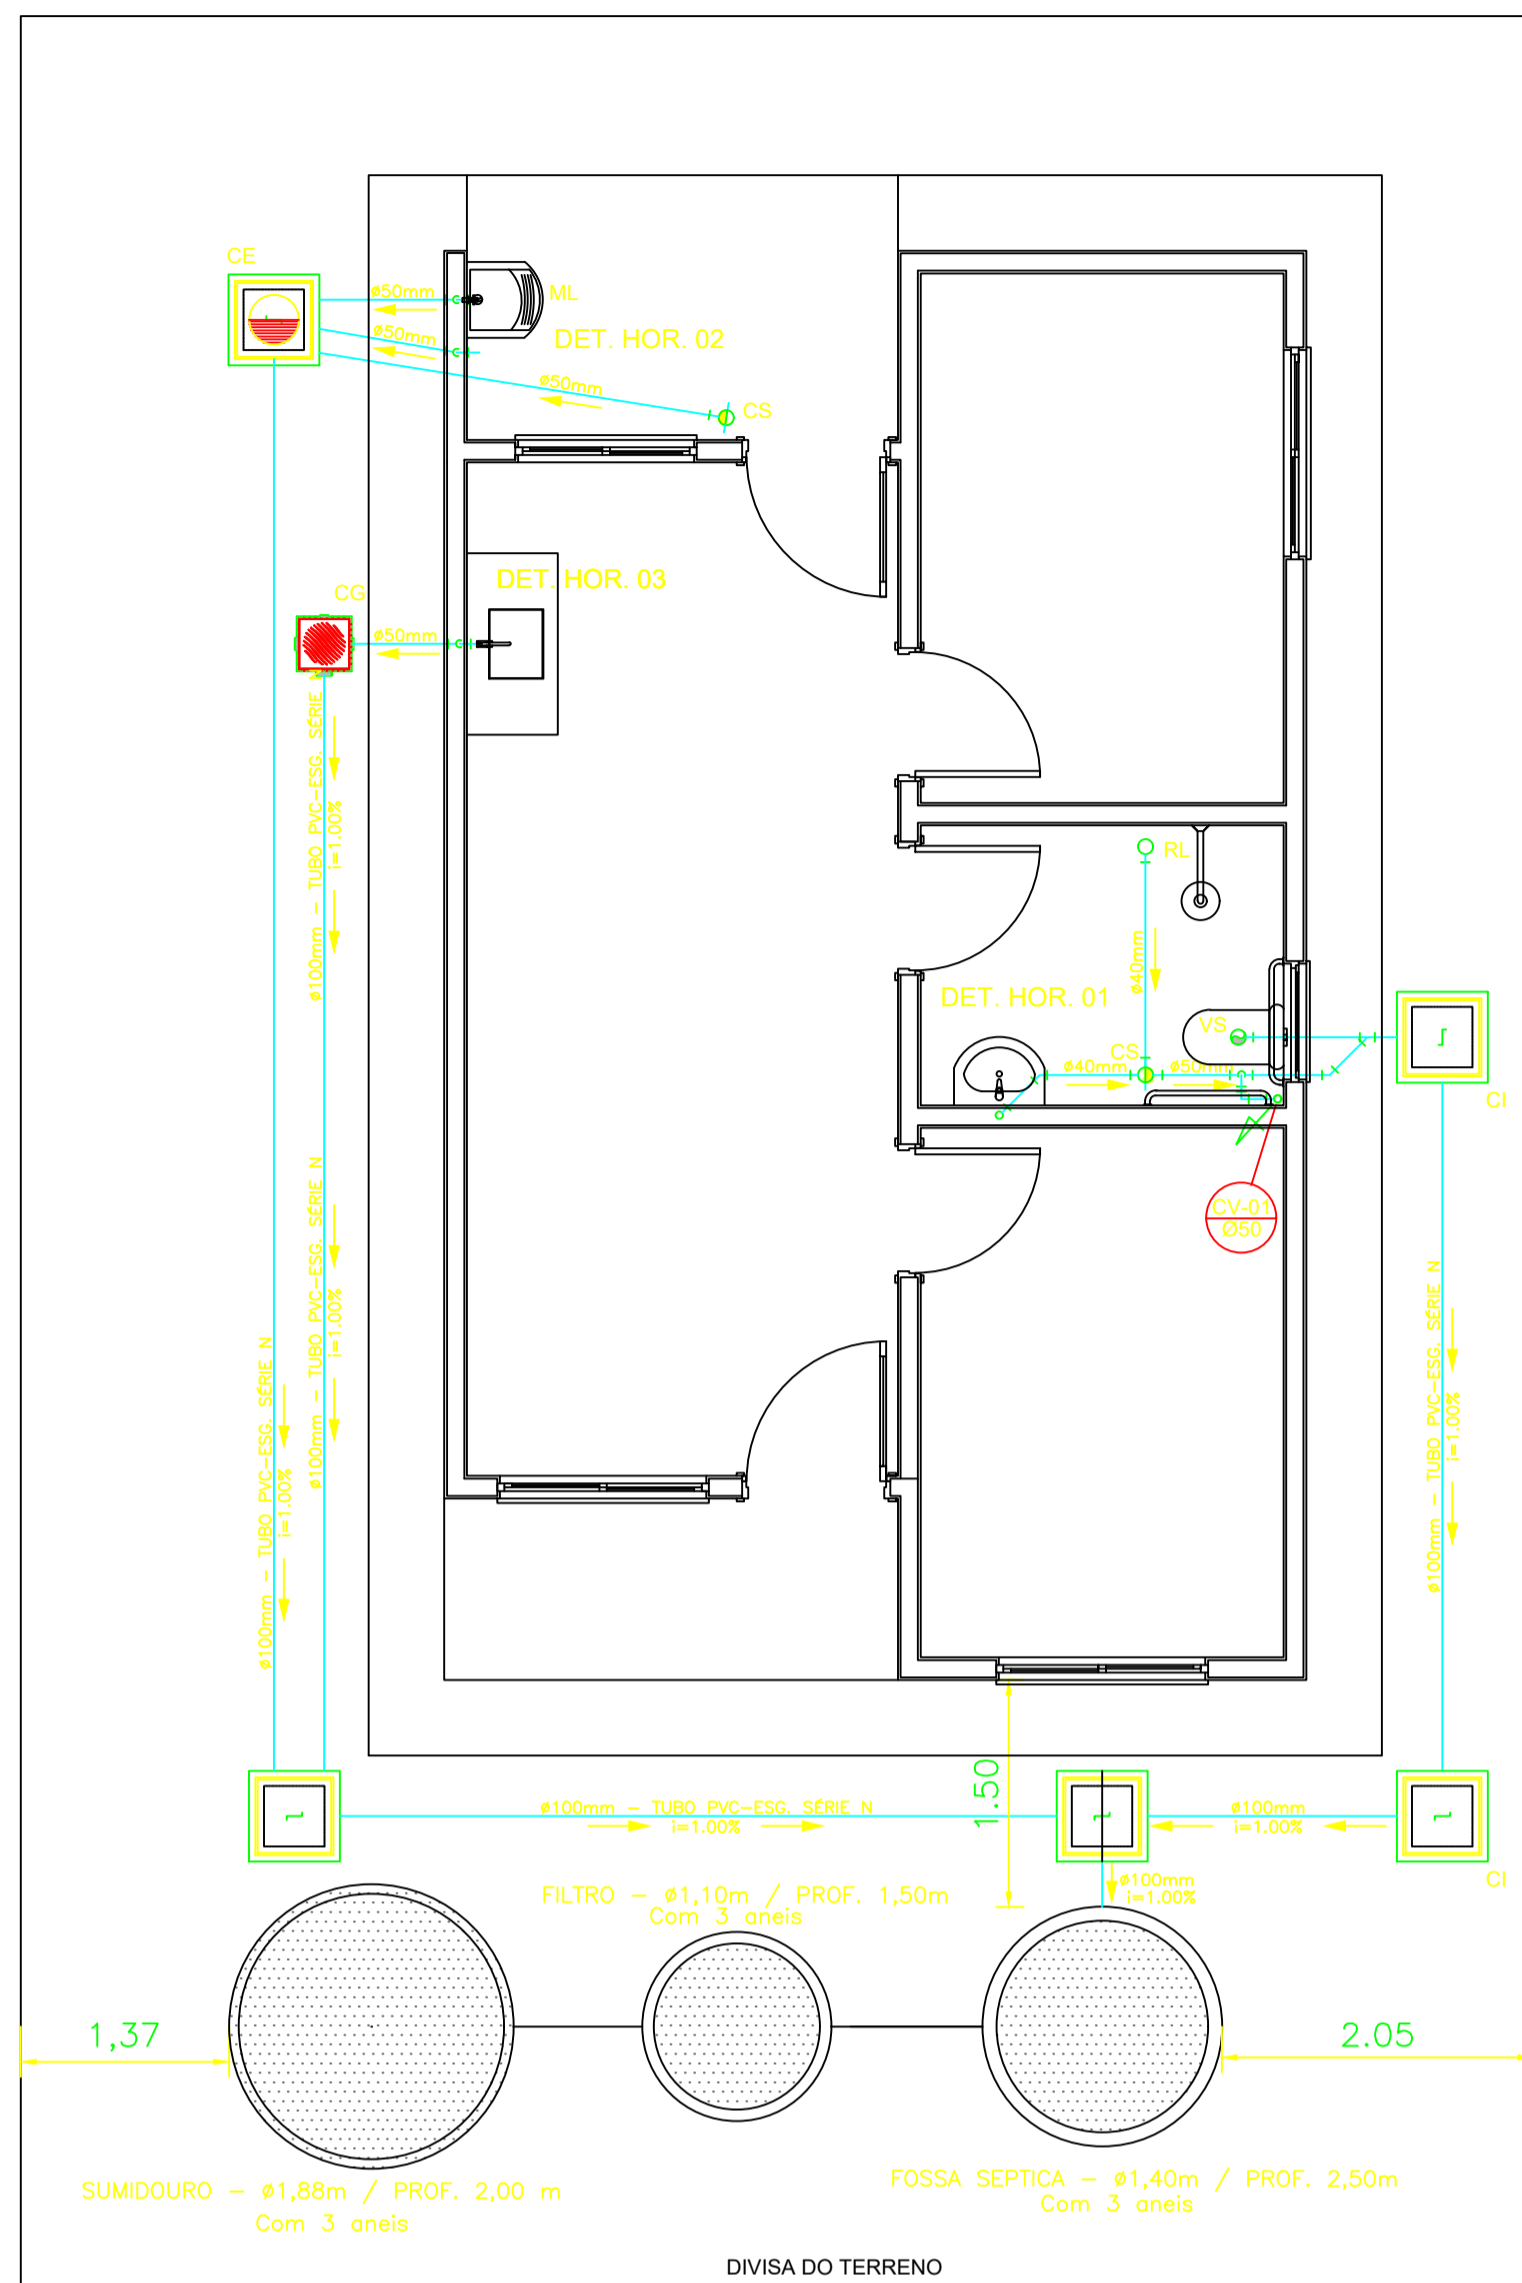 CE
ø50mm
ML
ø50mm
DET. HOR. 02
ø50mm
CS
DET. HOR. 03
CG
ø50mm
ø100mm - TUBO PVC-ESG. SÉRIE N
i=1.00%
RL
ø40mm
DET. HOR. 01
VS
CS
ø40mm
ø50mm
CI
CV-01
Ø50
ø100mm - TUBO PVC-ESG. SÉRIE N
i=1.00%
ø100mm - TUBO PVC-ESG. SÉRIE N
i=1.00%
ø100mm - TUBO PVC-ESG. SÉRIE N
i=1.00%
1.50
ø100mm - TUBO PVC-ESG. SÉRIE N
i=1.00%
ø100mm
i=1.00%
CI
ø100mm
i=1.00%
FILTRO - ø1,10m / PROF. 1,50m
Com 3 aneis
1,37
2.05
SUMIDOURO - ø1,88m / PROF. 2,00 m
Com 3 aneis
FOSSA SEPTICA - ø1,40m / PROF. 2,50m
Com 3 aneis
DIVISA DO TERRENO